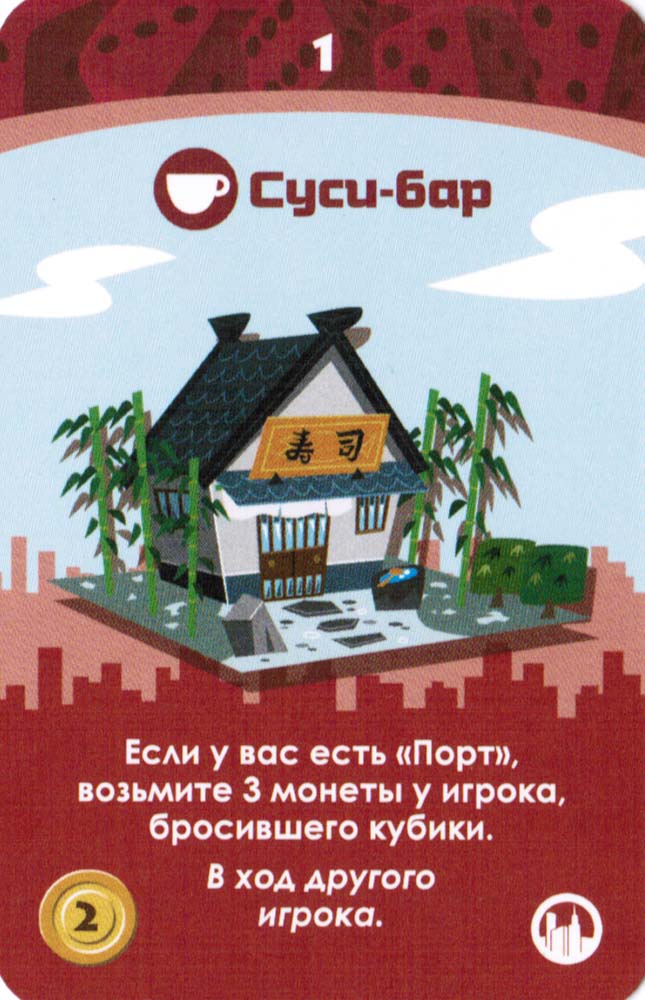 1
Суси-бар
寿司
Если у вас есть «Порт»,
возьмите 3 монеты у игрока,
бросившего кубики.
В ход другого
игрока.
2